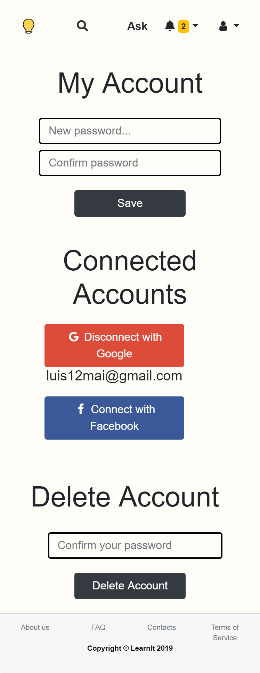 Ask 2
My Account
New password...
Confirm password
Save
Connected
Accounts
Disconnect with
Google
luis12mai@gmail.com
Connect with
Facebook
Delete Account
Confirm your password
Delete Account
About us FAQ Contacts Terms of
Service
Copyright © LearnIt 2019